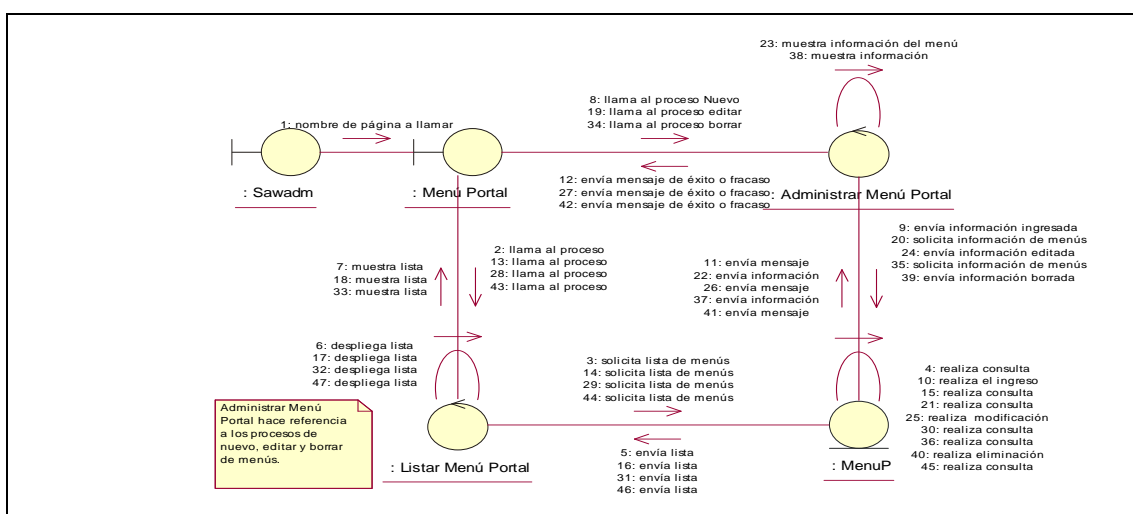 23: muestra información del menú
38: muestra información
8: llama al proceso Nuevo
19: llama al proceso editar
34: llama al proceso borrar
1: nombre de página a llamar
: Sawadm
: Menú Portal
12: envía mensaje de éxito o fracaso
27: envía mensaje de éxito o fracaso
42: envía mensaje de éxito o fracaso
: Administrar Menú Portal
9: envía información ingresada
20: solicita información de menús
24: envía información editada
35: solicita información de menús
39: envía información borrada
2: llama al proceso
13: llama al proceso
28: llama al proceso
43: llama al proceso
7: muestra lista
18: muestra lista
33: muestra lista
11: envía mensaje
22: envía información
26: envía mensaje
37: envía información
41: envía mensaje
6: despliega lista
17: despliega lista
32: despliega lista
47: despliega lista
3: solicita lista de menús
14: solicita lista de menús
29: solicita lista de menús
44: solicita lista de menús
4: realiza consulta
10: realiza el ingreso
15: realiza consulta
21: realiza consulta
25: realiza modificación
30: realiza consulta
36: realiza consulta
40: realiza eliminación
45: realiza consulta
Administrar Menú
Portal hace referencia
a los procesos de
nuevo, editar y borrar
de menús.
: Listar Menú Portal
5: envía lista
16: envía lista
31: envía lista
46: envía lista
: MenuP